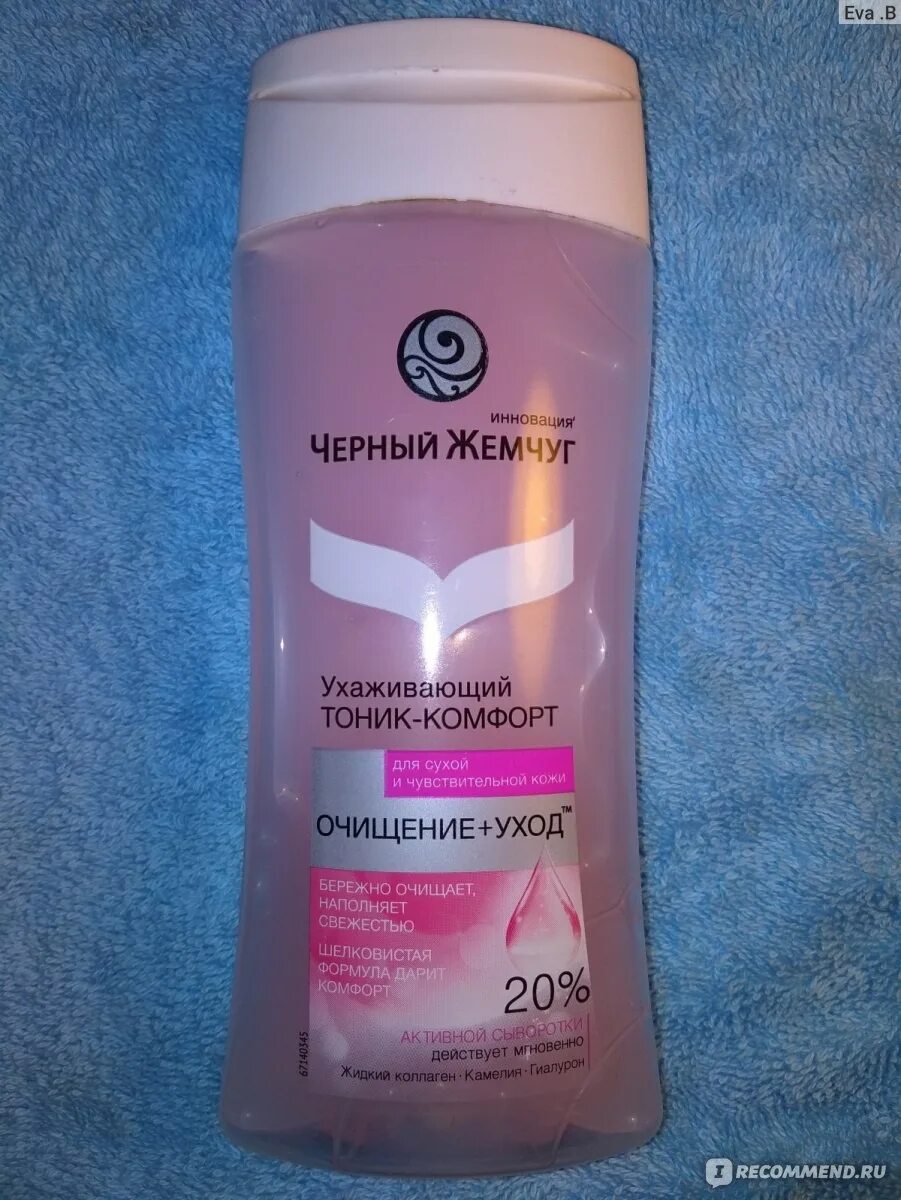 Eva .B
инновация'
ЧЕРНЫЙ ЖЕМЧУГ
Ухаживающий
ТОНИК-КОМФОРТ
для сухой
и чувствительной кожи
ОЧИЩЕНИЕ+УХОД™
БЕРЕЖНО ОЧИЩАЕТ,
НАПОЛНЯЕТ
СВЕЖЕСТЬЮ
ШЕЛКОВИСТАЯ
ФОРМУЛА ДАРИТ
КОМФОРТ
20%
АКТИВНОЙ СЫВОРОТКИ
действует мгновенно
Жидкий коллаген · Камелия · Гиалурон
67140345
I RECOMMEND.RU